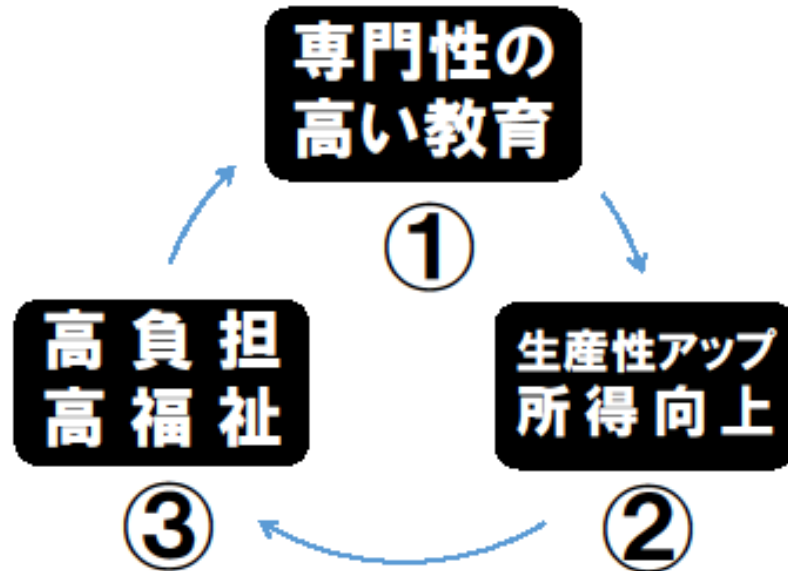 専門性の
高い教育
①
生産性アップ
所得向上
②
高負担
高福祉
③